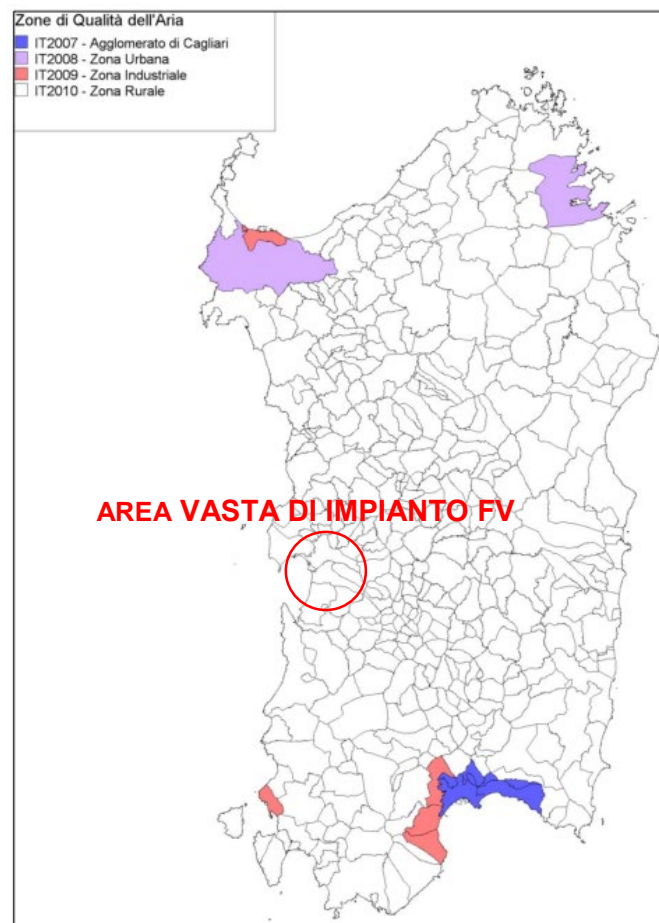 Zone di Qualità dell'Aria
IT2007 - Agglomerato di Cagliari
IT2008 - Zona Urbana
IT2009 - Zona Industriale
IT2010 - Zona Rurale
AREA VASTA DI IMPIANTO FV